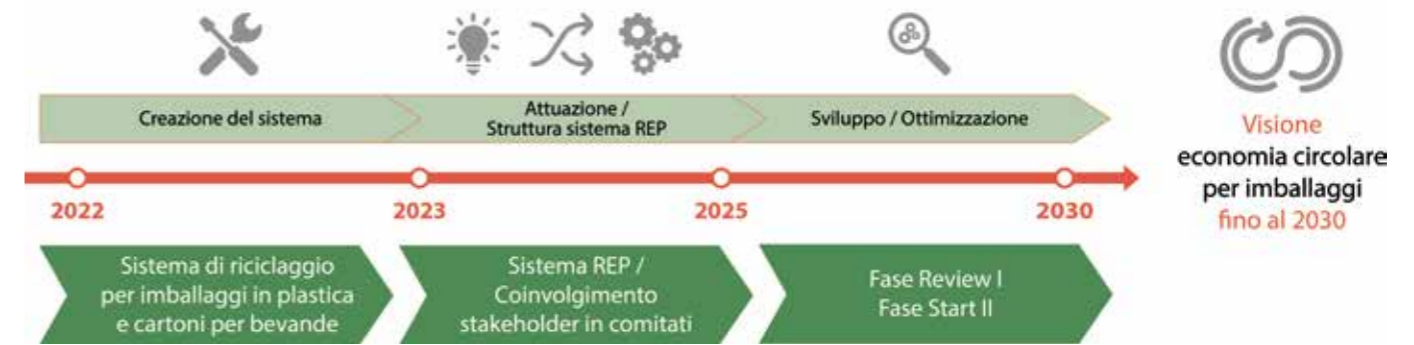 Creazione del sistema
Attuazione /
Struttura sistema REP
Sviluppo / Ottimizzazione
2022
2023
2025
2030
Sistema di riciclaggio
per imballaggi in plastica
e cartoni per bevande
Sistema REP /
Coinvolgimento
stakeholder in comitati
Fase Review I
Fase Start II
Visione
economia circolare
per imballaggi
fino al 2030